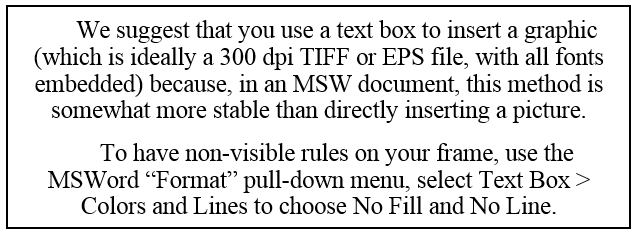 We suggest that you use a text box to insert a graphic
(which is ideally a 300 dpi TIFF or EPS file, with all fonts
embedded) because, in an MSW document, this method is
somewhat more stable than directly inserting a picture.
To have non-visible rules on your frame, use the
MSWord “Format” pull-down menu, select Text Box >
Colors and Lines to choose No Fill and No Line.